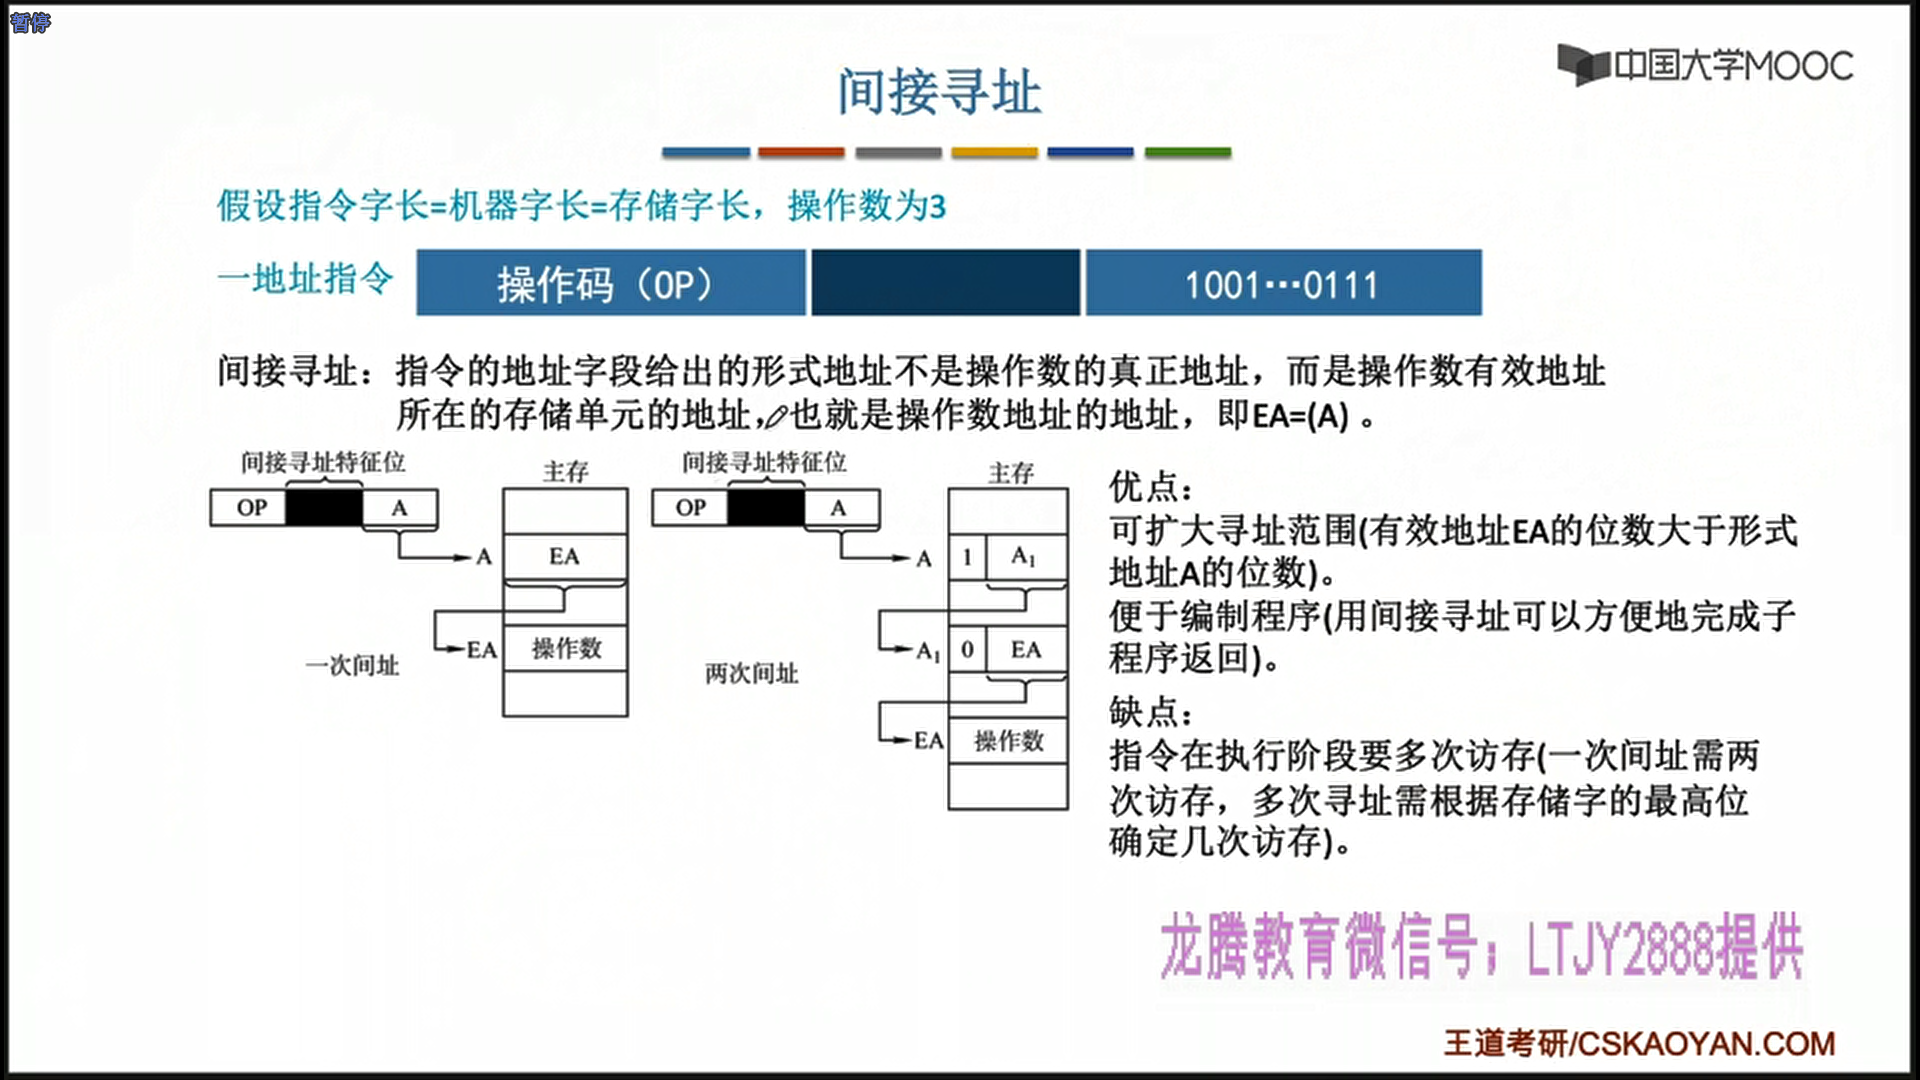 暂停
中国大学MOOC
间接寻址
假设指令字长=机器字长=存储字长，操作数为3
一地址指令
操作码（OP）
1001···0111
间接寻址：指令的地址字段给出的形式地址不是操作数的真正地址，而是操作数有效地址
所在的存储单元的地址，也就是操作数地址的地址，即EA=(A) 。
间接寻址特征位
OP
A
主存
A
EA
EA
操作数
一次间址
间接寻址特征位
OP
A
主存
A
1
A₁
A₁
0
EA
EA
操作数
两次间址
优点：
可扩大寻址范围(有效地址EA的位数大于形式
地址A的位数)。
便于编制程序(用间接寻址可以方便地完成子
程序返回)。
缺点：
指令在执行阶段要多次访存(一次间址需两
次访存，多次寻址需根据存储字的最高位
确定几次访存)。
龙腾教育微信号；LTJY2888提供
王道考研/CSKAOYAN.COM